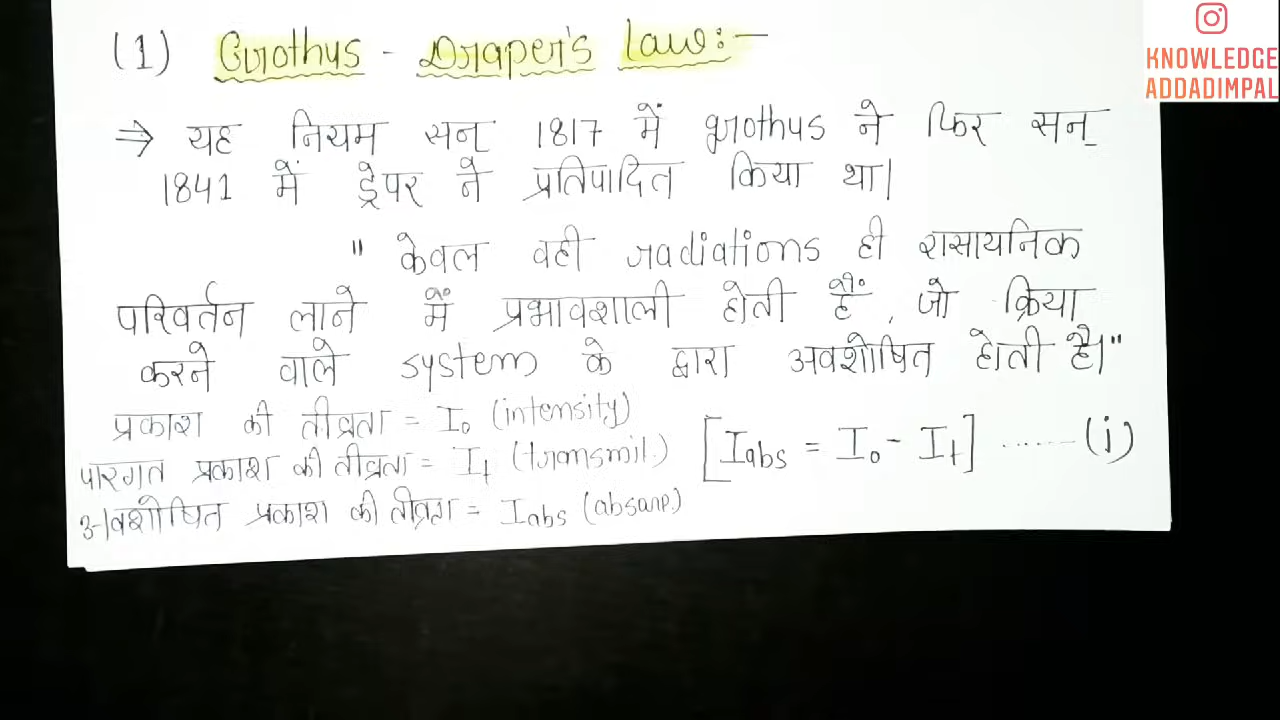 (1) Grothus - Draper's Law:-
⇒ यह नियम सन् 1817 में grothus ने फिर सन्
1841 में ड्रेपर ने प्रतिपादित किया था।
" केवल वही radiations ही रासायनिक
परिवर्तन लाने में प्रभावशाली होती हैं, जो क्रिया
करने वाले system के द्वारा अवशोषित होती है।"
प्रकाश की तीव्रता = I₀ (intensity)
पारगत प्रकाश की तीव्रता = Iₜ (transmit.)
[Iabs = I₀ - Iₜ] ...... (i)
अवशोषित प्रकाश की तीव्रता = Iabs (absorp.)
KNOWLEDGE
ADDADIMPAL